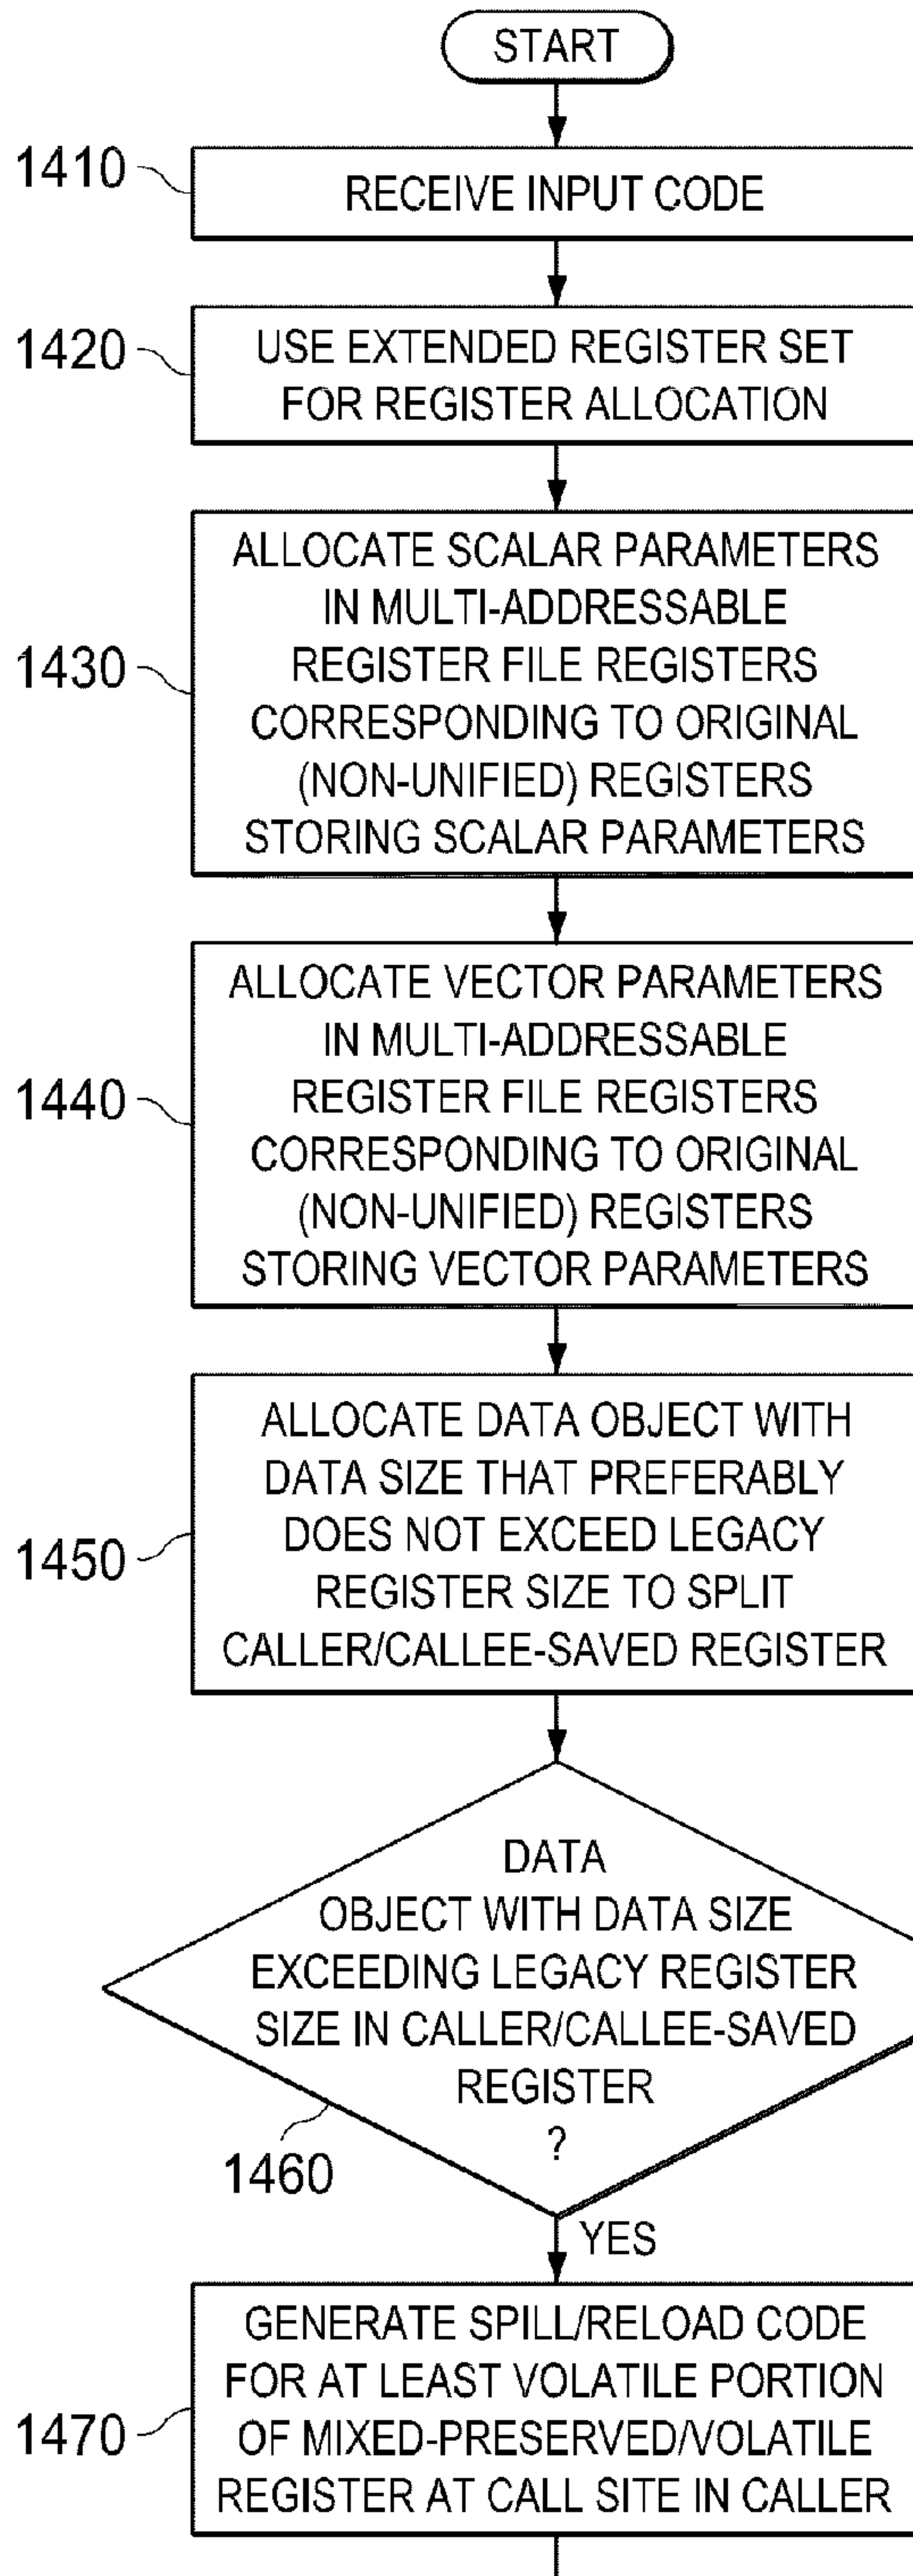 START
1410
RECEIVE INPUT CODE
1420
USE EXTENDED REGISTER SET
FOR REGISTER ALLOCATION
1430
ALLOCATE SCALAR PARAMETERS
IN MULTI-ADDRESSABLE
REGISTER FILE REGISTERS
CORRESPONDING TO ORIGINAL
(NON-UNIFIED) REGISTERS
STORING SCALAR PARAMETERS
1440
ALLOCATE VECTOR PARAMETERS
IN MULTI-ADDRESSABLE
REGISTER FILE REGISTERS
CORRESPONDING TO ORIGINAL
(NON-UNIFIED) REGISTERS
STORING VECTOR PARAMETERS
1450
ALLOCATE DATA OBJECT WITH
DATA SIZE THAT PREFERABLY
DOES NOT EXCEED LEGACY
REGISTER SIZE TO SPLIT
CALLER/CALLEE-SAVED REGISTER
DATA
OBJECT WITH DATA SIZE
EXCEEDING LEGACY REGISTER
SIZE IN CALLER/CALLEE-SAVED
REGISTER
?
1460
YES
1470
GENERATE SPILL/RELOAD CODE
FOR AT LEAST VOLATILE PORTION
OF MIXED-PRESERVED/VOLATILE
REGISTER AT CALL SITE IN CALLER